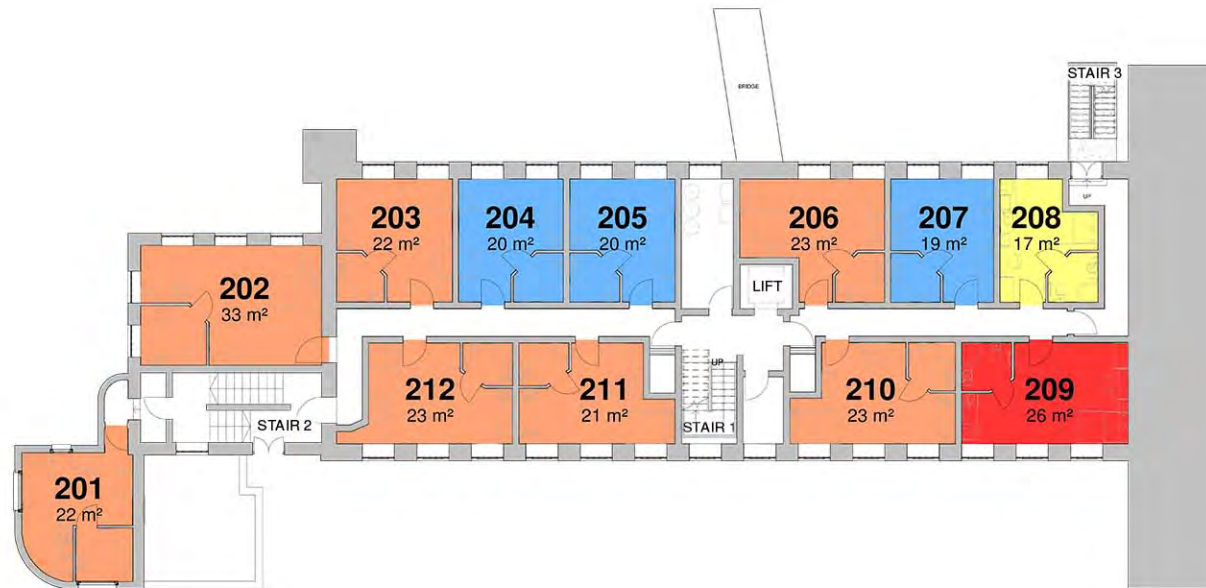 BRIDGE
STAIR 3
UP
203
22 m²
204
20 m²
205
20 m²
206
23 m²
207
19 m²
208
17 m²
202
33 m²
LIFT
212
23 m²
211
21 m²
UP
210
23 m²
209
26 m²
STAIR 2
STAIR 1
201
22 m²